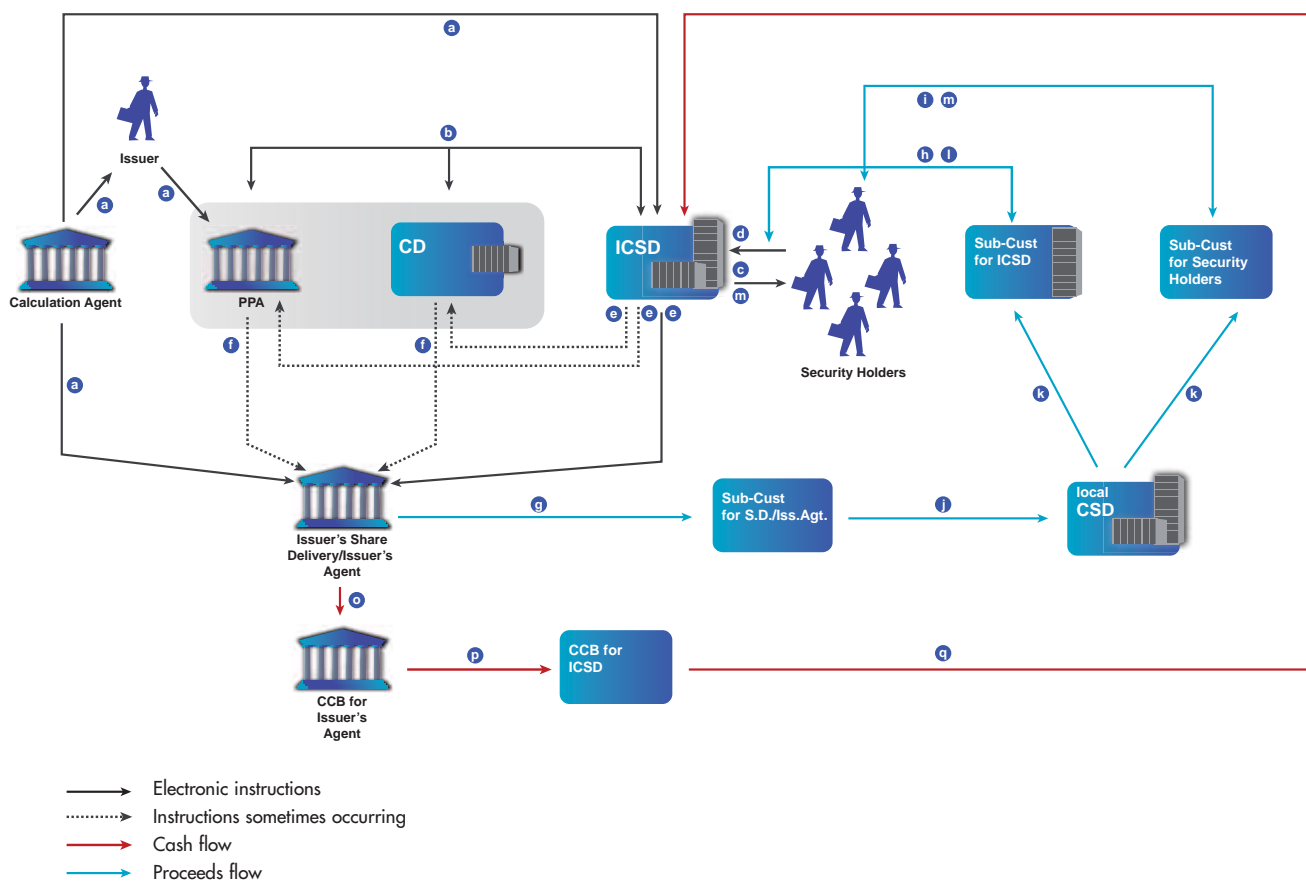 a
i m
b
h l
Issuer
a
a
CD
ICSD
d
c
m
Sub-Cust
for ICSD
Sub-Cust
for Security
Holders
Calculation Agent
PPA
e e e
f
f
Security Holders
a
k
k
g
Sub-Cust
for S.D./Iss.Agt.
j
local
CSD
Issuer's Share
Delivery/Issuer's
Agent
o
p
CCB for
ICSD
q
CCB for
Issuer's
Agent
Electronic instructions
Instructions sometimes occurring
Cash flow
Proceeds flow